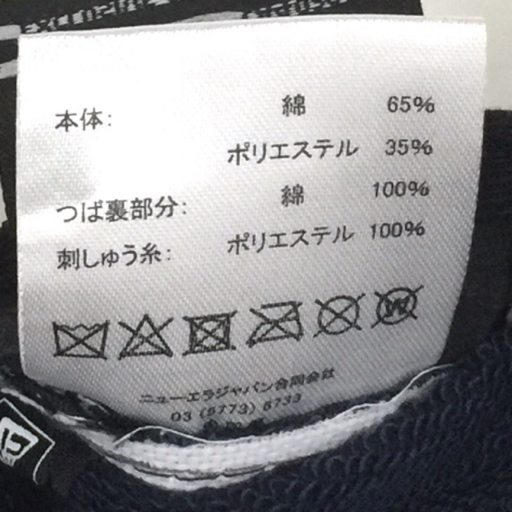 本体: 綿 65%
ポリエステル 35%
つば裏部分: 綿 100%
刺しゅう糸: ポリエステル 100%
W
ニューエラジャパン合同会社
03 (5773) 8733